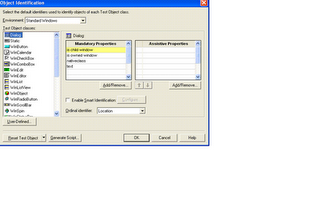 Object Identification
Select the default identifiers used to identify objects of each Test Object class.
Environment: Standard Windows
Test Object classes:
Dialog
Static
WinButton
WinCalendar
WinCheckBox
WinComboBox
Win
WinEditor
WinList
WinListView
WinObject
WinRadioButton
WinScrollBar
WinSpin
Dialog
Mandatory Properties
is child window
is owned window
nativeclass
text
Assistive Properties
Add/Remove...
Add/Remove...
Enable Smart Identification
Ordinal identifier: Location
User-Defined...
Reset Test Object
Generate Script...
OK
Cancel
Help